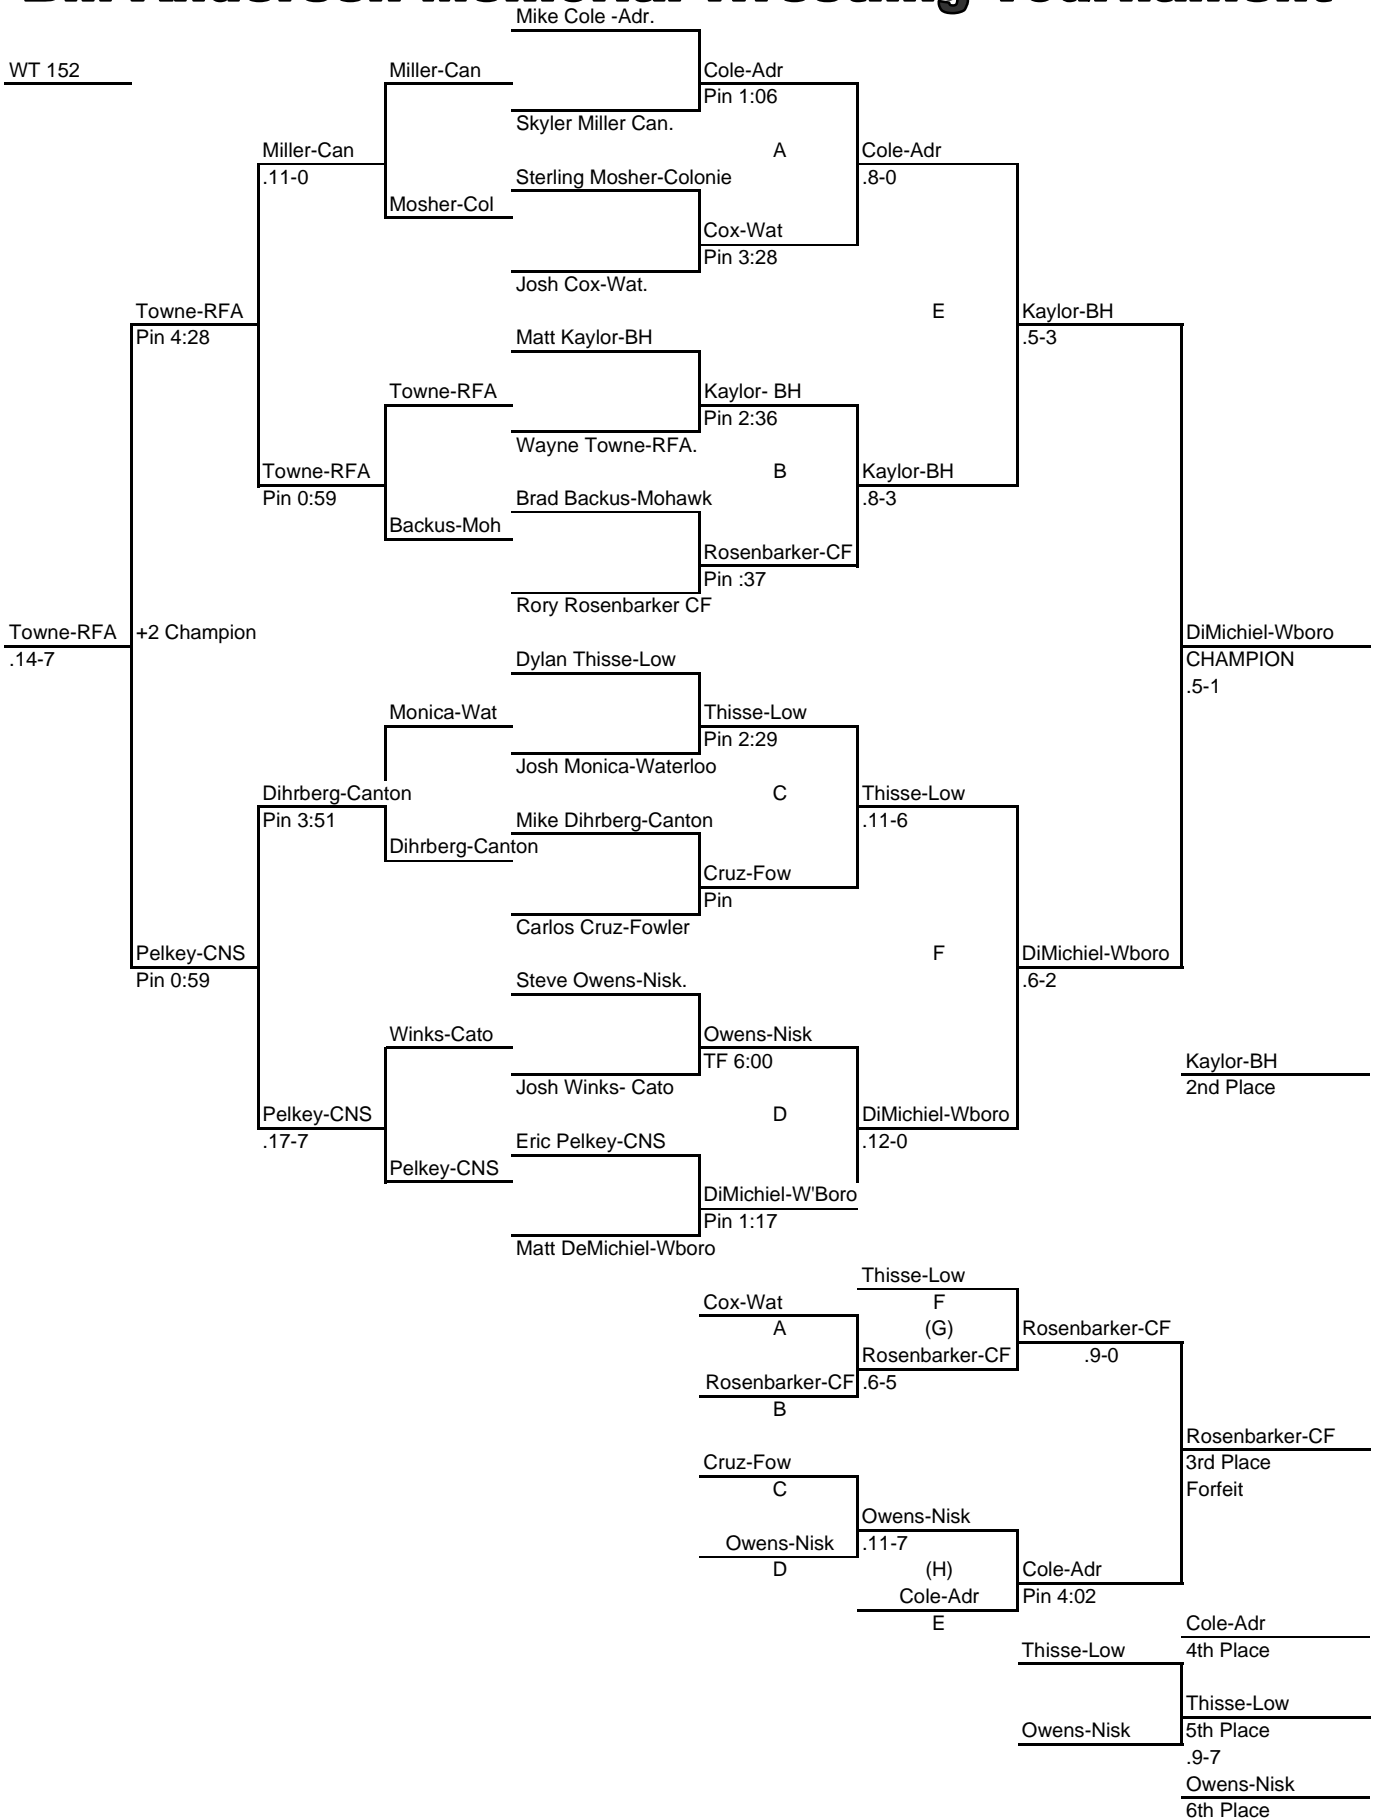 Mike Cole -Adr.
WT 152
Miller-Can
Cole-Adr
Pin 1:06
Skyler Miller Can.
Miller-Can
A
Cole-Adr
.11-0
Sterling Mosher-Colonie
.8-0
Mosher-Col
Cox-Wat
Pin 3:28
Josh Cox-Wat.
Towne-RFA
E
Kaylor-BH
Pin 4:28
Matt Kaylor-BH
.5-3
Towne-RFA
Kaylor- BH
Pin 2:36
Wayne Towne-RFA.
Towne-RFA
B
Kaylor-BH
Pin 0:59
Brad Backus-Mohawk
.8-3
Backus-Moh
Rosenbarker-CF
Pin :37
Rory Rosenbarker CF
Towne-RFA
+2 Champion
DiMichiel-Wboro
.14-7
Dylan Thisse-Low
CHAMPION
.5-1
Monica-Wat
Thisse-Low
Pin 2:29
Josh Monica-Waterloo
Dihrberg-Canton
C
Thisse-Low
Pin 3:51
Mike Dihrberg-Canton
.11-6
Dihrberg-Canton
Cruz-Fow
Pin
Carlos Cruz-Fowler
Pelkey-CNS
F
DiMichiel-Wboro
Pin 0:59
Steve Owens-Nisk.
.6-2
Winks-Cato
Owens-Nisk
TF 6:00
Kaylor-BH
Josh Winks- Cato
2nd Place
Pelkey-CNS
D
DiMichiel-Wboro
.17-7
Eric Pelkey-CNS
.12-0
Pelkey-CNS
DiMichiel-W'Boro
Pin 1:17
Matt DeMichiel-Wboro
Thisse-Low
Cox-Wat
F
A
(G)
Rosenbarker-CF
Rosenbarker-CF
.9-0
Rosenbarker-CF
.6-5
B
Rosenbarker-CF
Cruz-Fow
3rd Place
C
Forfeit
Owens-Nisk
Owens-Nisk
.11-7
D
(H)
Cole-Adr
Cole-Adr
Pin 4:02
E
Cole-Adr
Thisse-Low
4th Place
Thisse-Low
Owens-Nisk
5th Place
.9-7
Owens-Nisk
6th Place